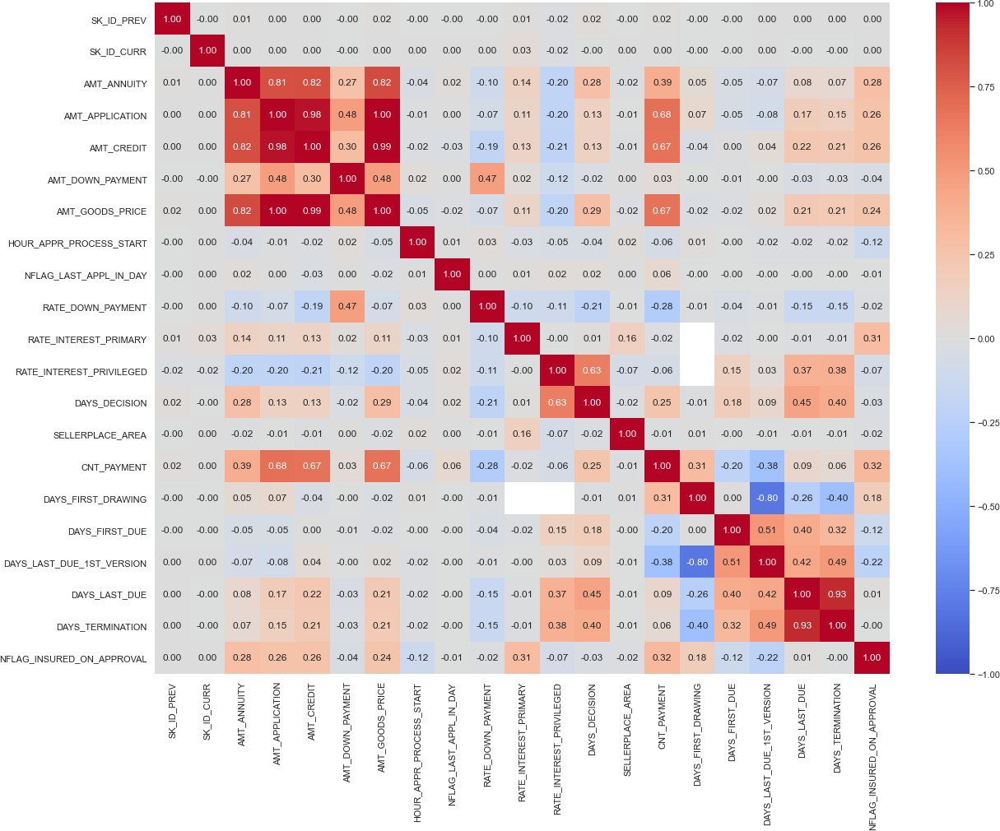 SK_ID_PREV 1.00 -0.00 0.01 0.00 0.00 -0.00 0.02 -0.00 -0.00 -0.00 0.01 -0.02 0.02 -0.00 0.02 -0.00 -0.00 0.00 0.00 0.00 0.00
SK_ID_CURR -0.00 1.00 0.00 0.00 0.00 -0.00 0.00 0.00 0.00 0.00 0.03 -0.02 -0.00 0.00 0.00 -0.00 -0.00 0.00 -0.00 -0.00 0.00
AMT_ANNUITY 0.01 0.00 1.00 0.81 0.82 0.27 0.82 -0.04 0.02 -0.10 0.14 -0.20 0.28 -0.02 0.39 0.05 -0.05 -0.07 0.08 0.07 0.28
AMT_APPLICATION 0.00 0.00 0.81 1.00 0.98 0.48 1.00 -0.01 0.00 -0.07 0.11 -0.20 0.13 -0.01 0.68 0.07 -0.05 -0.08 0.17 0.15 0.26
AMT_CREDIT 0.00 0.00 0.82 0.98 1.00 0.30 0.99 -0.02 -0.03 -0.19 0.13 -0.21 0.13 -0.01 0.67 -0.04 0.00 0.04 0.22 0.21 0.26
AMT_DOWN_PAYMENT -0.00 -0.00 0.27 0.48 0.30 1.00 0.48 0.02 0.00 0.47 0.02 -0.12 -0.02 0.00 0.03 -0.00 -0.01 -0.00 -0.03 -0.03 -0.04
AMT_GOODS_PRICE 0.02 0.00 0.82 1.00 0.99 0.48 1.00 -0.05 -0.02 -0.07 0.11 -0.20 0.29 -0.02 0.67 -0.02 -0.02 0.02 0.21 0.21 0.24
HOUR_APPR_PROCESS_START -0.00 0.00 -0.04 -0.01 -0.02 0.02 -0.05 1.00 0.01 0.03 -0.03 -0.05 -0.04 0.02 -0.06 0.01 -0.00 -0.02 -0.02 -0.02 -0.12
NFLAG_LAST_APPL_IN_DAY -0.00 0.00 0.02 0.00 -0.03 0.00 -0.02 0.01 1.00 0.00 0.01 0.02 0.02 0.00 0.06 -0.00 -0.00 -0.00 -0.00 -0.00 -0.01
RATE_DOWN_PAYMENT -0.00 0.00 -0.10 -0.07 -0.19 0.47 -0.07 0.03 0.00 1.00 -0.10 -0.11 -0.21 -0.01 -0.28 -0.01 -0.04 -0.01 -0.15 -0.15 -0.02
RATE_INTEREST_PRIMARY 0.01 0.03 0.14 0.11 0.13 0.02 0.11 -0.03 0.01 -0.10 1.00 -0.00 0.01 0.16 -0.02 -0.02 -0.00 -0.01 -0.01 0.31
RATE_INTEREST_PRIVILEGED -0.02 -0.02 -0.20 -0.20 -0.21 -0.12 -0.20 -0.05 0.02 -0.11 -0.00 1.00 0.63 -0.07 -0.06 0.15 0.03 0.37 0.38 -0.07
DAYS_DECISION 0.02 -0.00 0.28 0.13 0.13 -0.02 0.29 -0.04 0.02 -0.21 0.01 0.63 1.00 -0.02 0.25 -0.01 0.18 0.09 0.45 0.40 -0.03
SELLERPLACE_AREA -0.00 0.00 -0.02 -0.01 -0.01 0.00 -0.02 0.02 0.00 -0.01 0.16 -0.07 -0.02 1.00 -0.01 0.01 -0.00 -0.01 -0.01 -0.01 -0.02
CNT_PAYMENT 0.02 0.00 0.39 0.68 0.67 0.03 0.67 -0.06 0.06 -0.28 -0.02 -0.06 0.25 -0.01 1.00 0.31 -0.20 -0.38 0.09 0.06 0.32
DAYS_FIRST_DRAWING -0.00 -0.00 0.05 0.07 -0.04 -0.00 -0.02 0.01 -0.00 -0.01 -0.01 0.01 0.31 1.00 0.00 -0.80 -0.26 -0.40 0.18
DAYS_FIRST_DUE -0.00 -0.00 -0.05 -0.05 0.00 -0.01 -0.02 -0.00 -0.00 -0.04 -0.02 0.15 0.18 -0.00 -0.20 0.00 1.00 0.51 0.40 0.32 -0.12
DAYS_LAST_DUE_1ST_VERSION 0.00 0.00 -0.07 -0.08 0.04 -0.00 0.02 -0.02 -0.00 -0.01 -0.00 0.03 0.09 -0.01 -0.38 -0.80 0.51 1.00 0.42 0.49 -0.22
DAYS_LAST_DUE 0.00 -0.00 0.08 0.17 0.22 -0.03 0.21 -0.02 -0.00 -0.15 -0.01 0.37 0.45 -0.01 0.09 -0.26 0.40 0.42 1.00 0.93 0.01
DAYS_TERMINATION 0.00 -0.00 0.07 0.15 0.21 -0.03 0.21 -0.02 -0.00 -0.15 -0.01 0.38 0.40 -0.01 0.06 -0.40 0.32 0.49 0.93 1.00 -0.00
NFLAG_INSURED_ON_APPROVAL 0.00 0.00 0.28 0.26 0.26 -0.04 0.24 -0.12 -0.01 -0.02 0.31 -0.07 -0.03 -0.02 0.32 0.18 -0.12 -0.22 0.01 -0.00 1.00
SK_ID_PREV
SK_ID_CURR
AMT_ANNUITY
AMT_APPLICATION
AMT_CREDIT
AMT_DOWN_PAYMENT
AMT_GOODS_PRICE
HOUR_APPR_PROCESS_START
NFLAG_LAST_APPL_IN_DAY
RATE_DOWN_PAYMENT
RATE_INTEREST_PRIMARY
RATE_INTEREST_PRIVILEGED
DAYS_DECISION
SELLERPLACE_AREA
CNT_PAYMENT
DAYS_FIRST_DRAWING
DAYS_FIRST_DUE
DAYS_LAST_DUE_1ST_VERSION
DAYS_LAST_DUE
DAYS_TERMINATION
NFLAG_INSURED_ON_APPROVAL
1.00
0.75
0.50
0.25
0.00
−0.25
−0.50
−0.75
−1.00